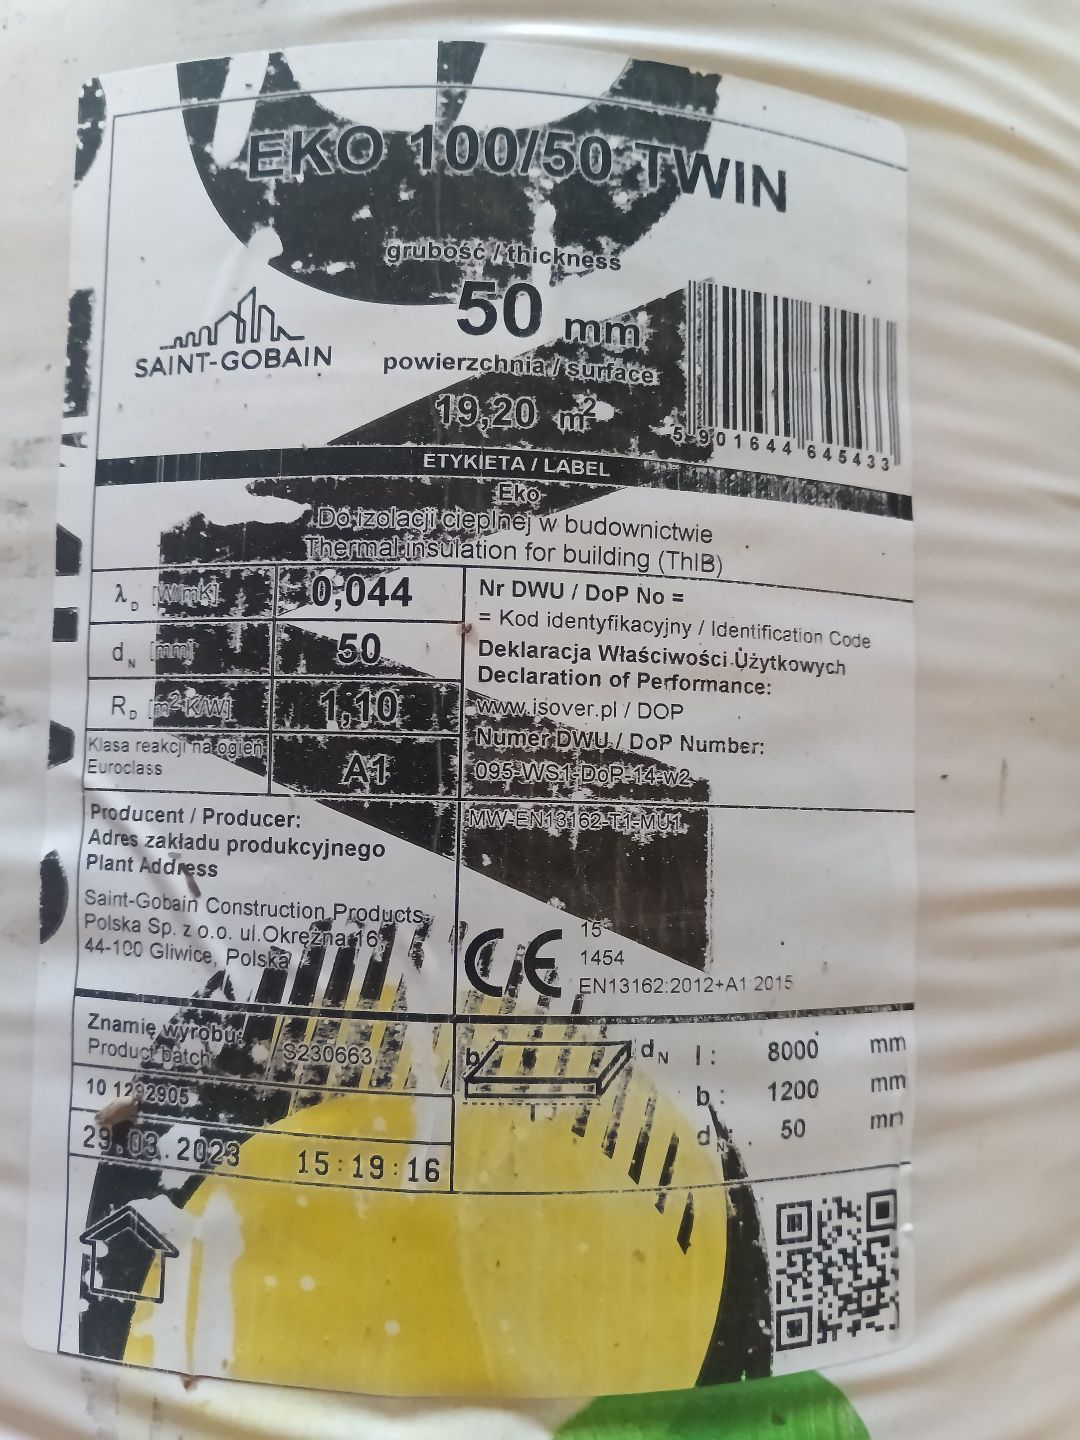 EKO 100/50 TWIN
grubość / thickness
50 mm
SAINT-GOBAIN
powierzchnia / surface
19,20 m²
5 901644 645433
ETYKIETA / LABEL
Eko
Do izolacji cieplnej w budownictwie
Thermal insulation for building (ThIB)
λD [W/mK] 0,044
dN [mm] 50
RD [m² K/W] 1,10
Klasa reakcji na ogień
Euroclass
A1
Nr DWU / DoP No =
= Kod identyfikacyjny / Identification Code
Deklaracja Właściwości Użytkowych
Declaration of Performance:
www.isover.pl / DOP
Numer DWU / DoP Number:
095-WS1-DoP-14-w2
Producent / Producer:
Adres zakładu produkcyjnego
Plant Address
Saint-Gobain Construction Products
Polska Sp. z o.o. ul.Okrężna 16
44-100 Gliwice, Polska
MW-EN13162-T1-MU1
CE
15
1454
EN13162:2012+A1:2015
Znamię wyrobu:
Product batch:
S230663
10 1292905
29.03.2023 15:19:16
b dN
l
l : 8000 mm
b : 1200 mm
dN : 50 mm